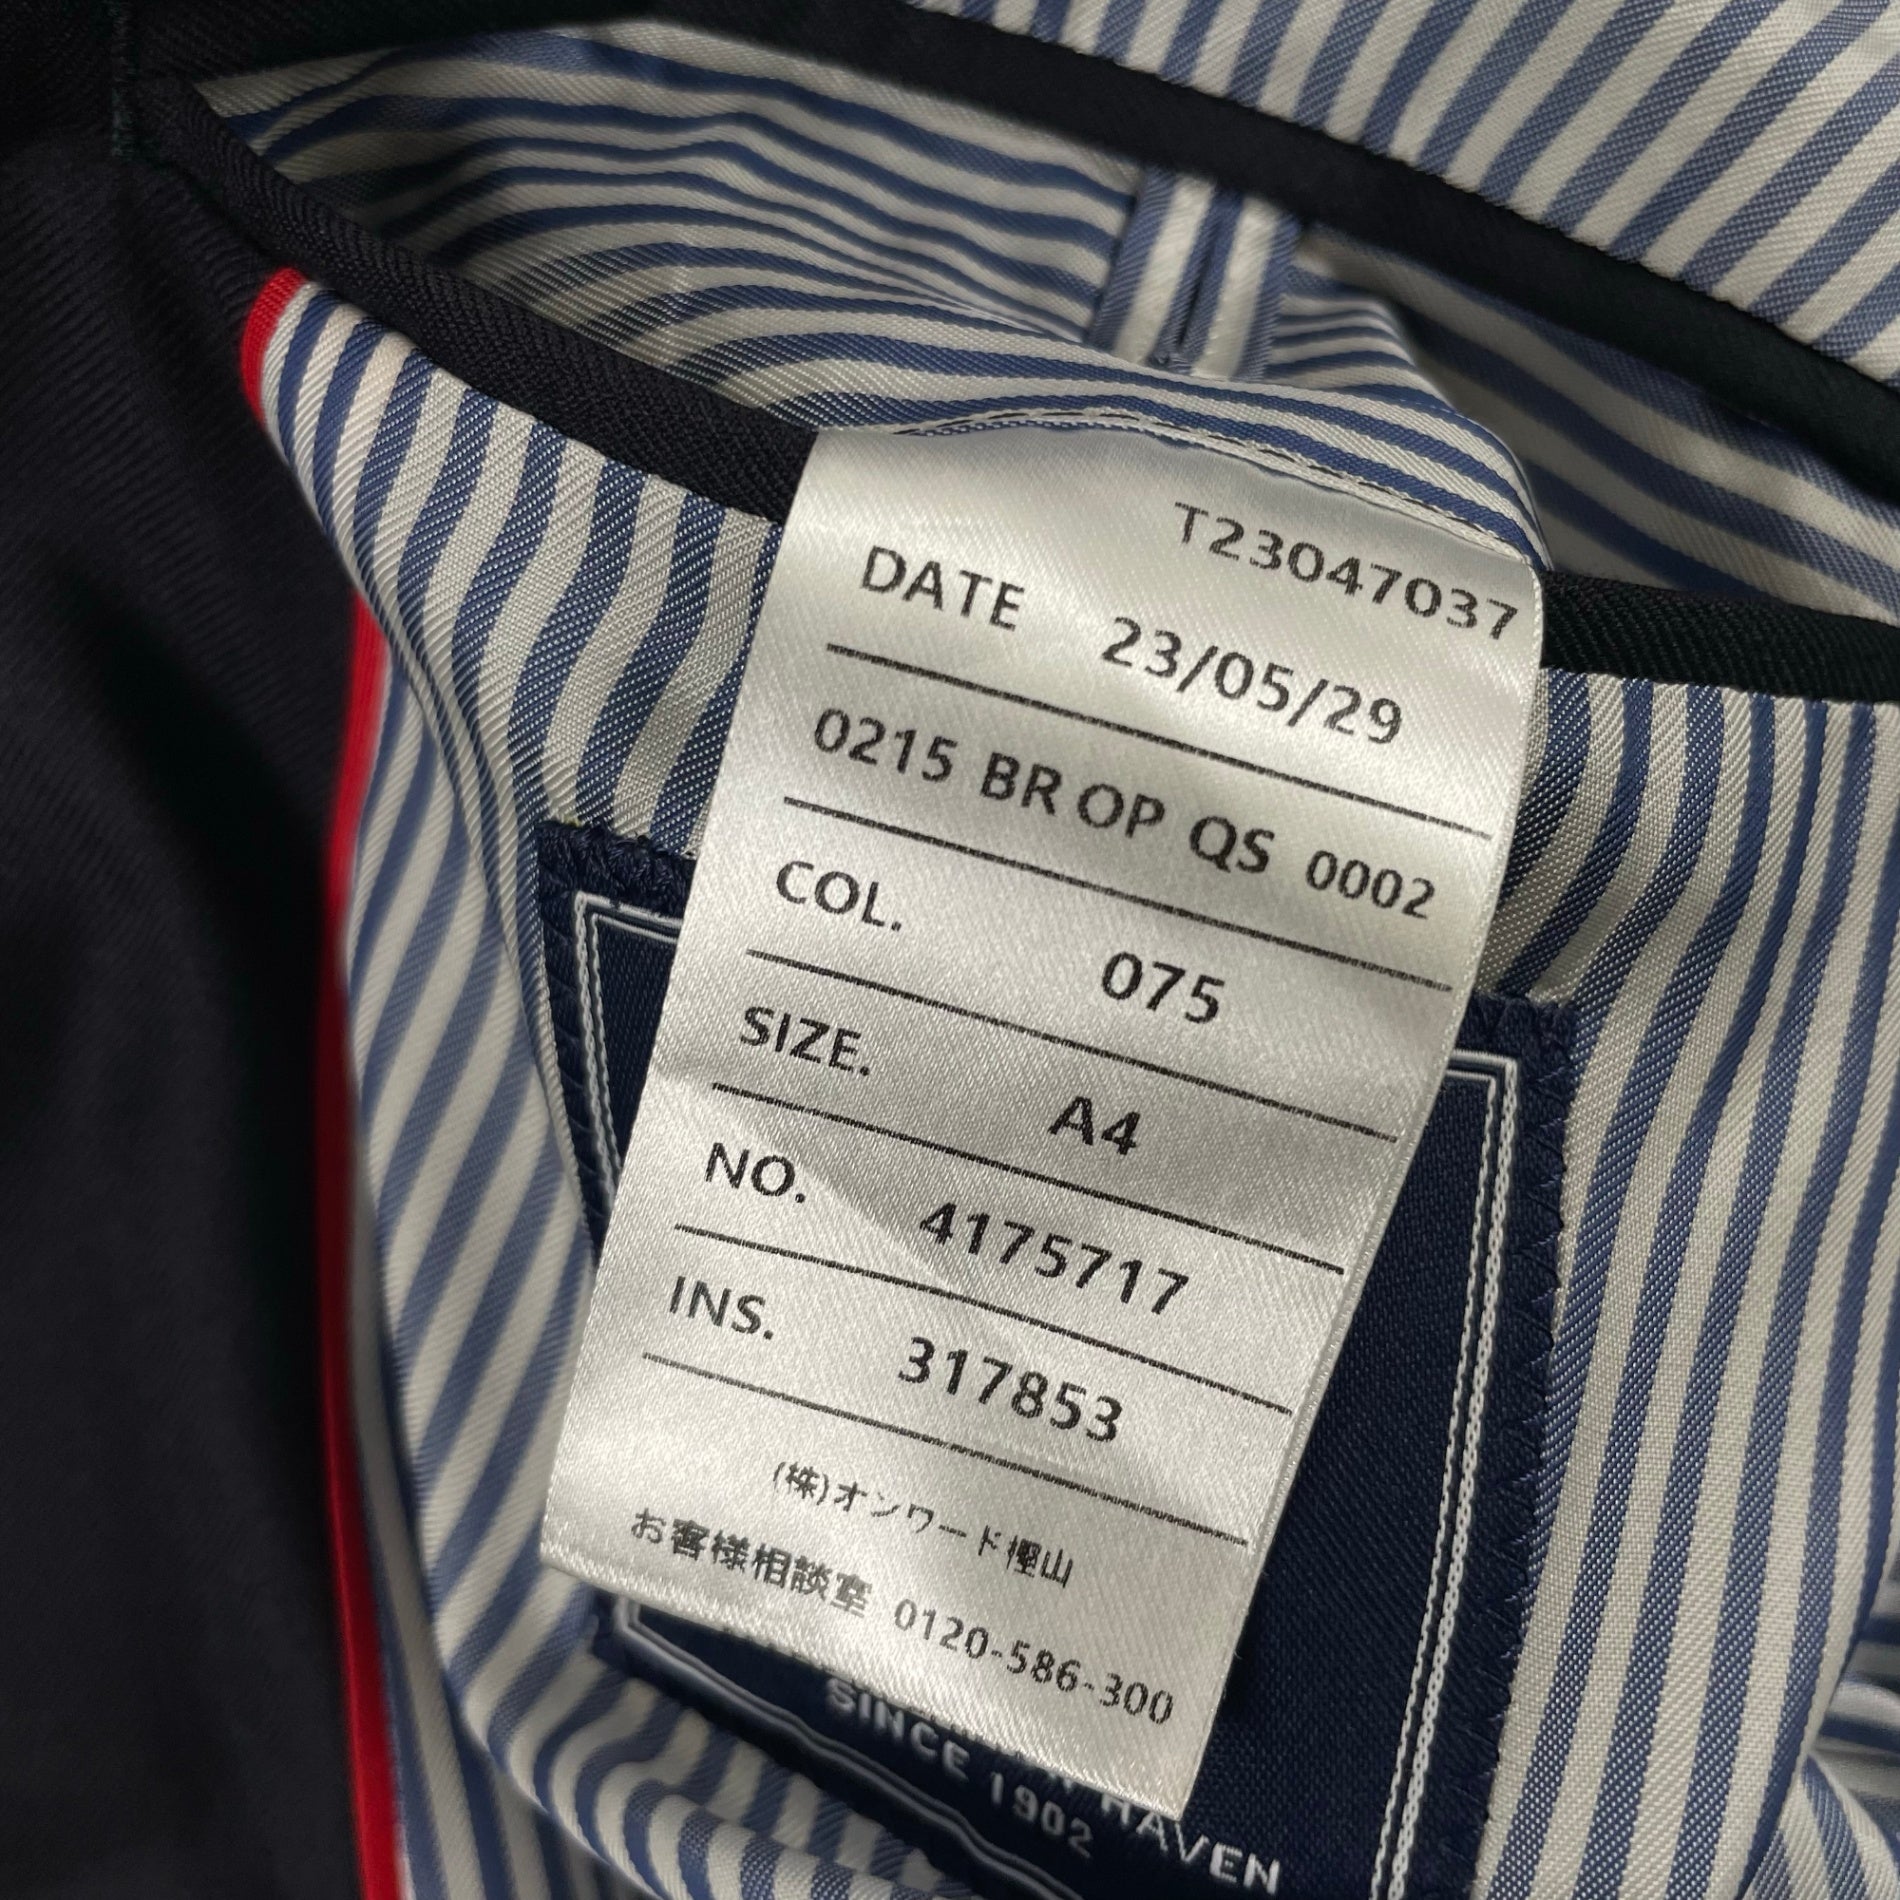 T23047037
DATE 23/05/29
0215 BR OP QS 0002
COL. 075
SIZE. A4
NO. 4175717
INS. 317853
(株)オンワード樫山
お客様相談室 0120-586-300
HAVEN
SINCE 1902